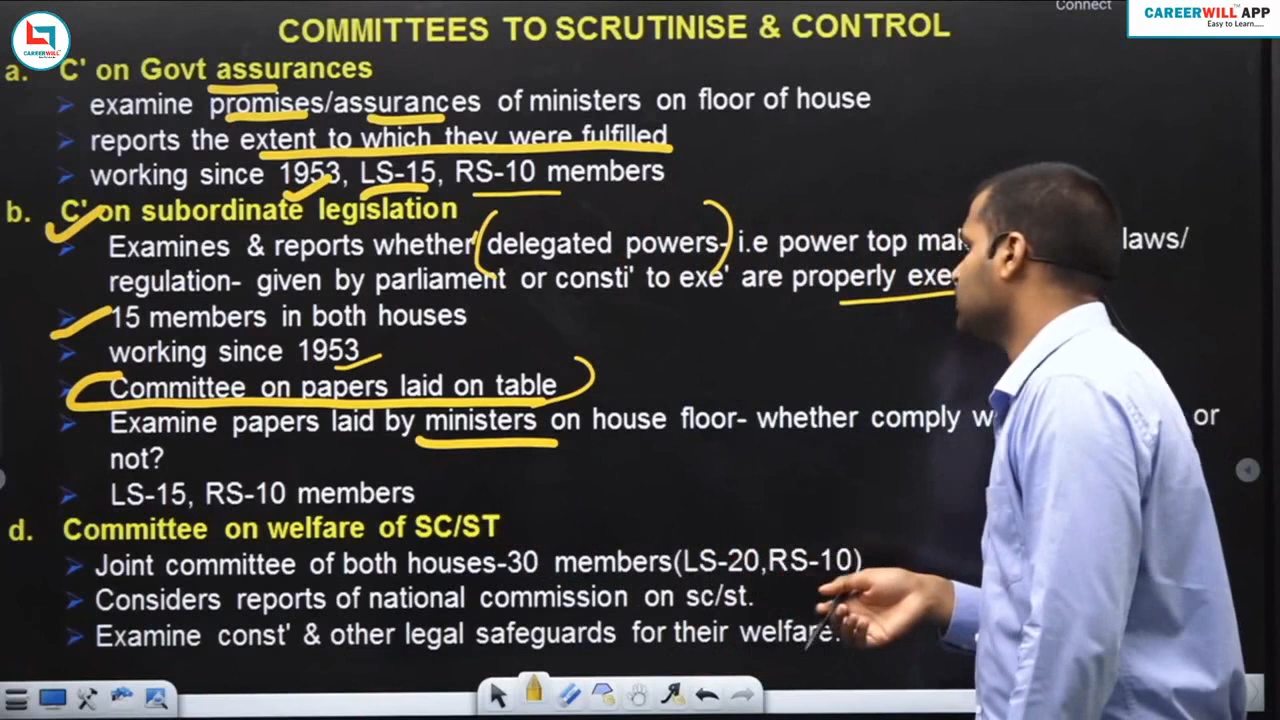 Connect
CAREERWILL APP
Easy to Learn.....
CAREERWILL
COMMITTEES TO SCRUTINISE & CONTROL
a. C' on Govt assurances
examine promises/assurances of ministers on floor of house
reports the extent to which they were fulfilled
working since 1953, LS-15, RS-10 members
b. C' on subordinate legislation
Examines & reports whether delegated powers- i.e power top laws/
regulation- given by parliament or consti' to exe' are properly
15 members in both houses
working since 1953
Committee on papers laid on table
Examine papers laid by ministers on house floor- whether comply or
not?
LS-15, RS-10 members
d. Committee on welfare of SC/ST
Joint committee of both houses-30 members(LS-20,RS-10)
Considers reports of national commission on sc/st.
Examine const' & other legal safeguards for their welfare.